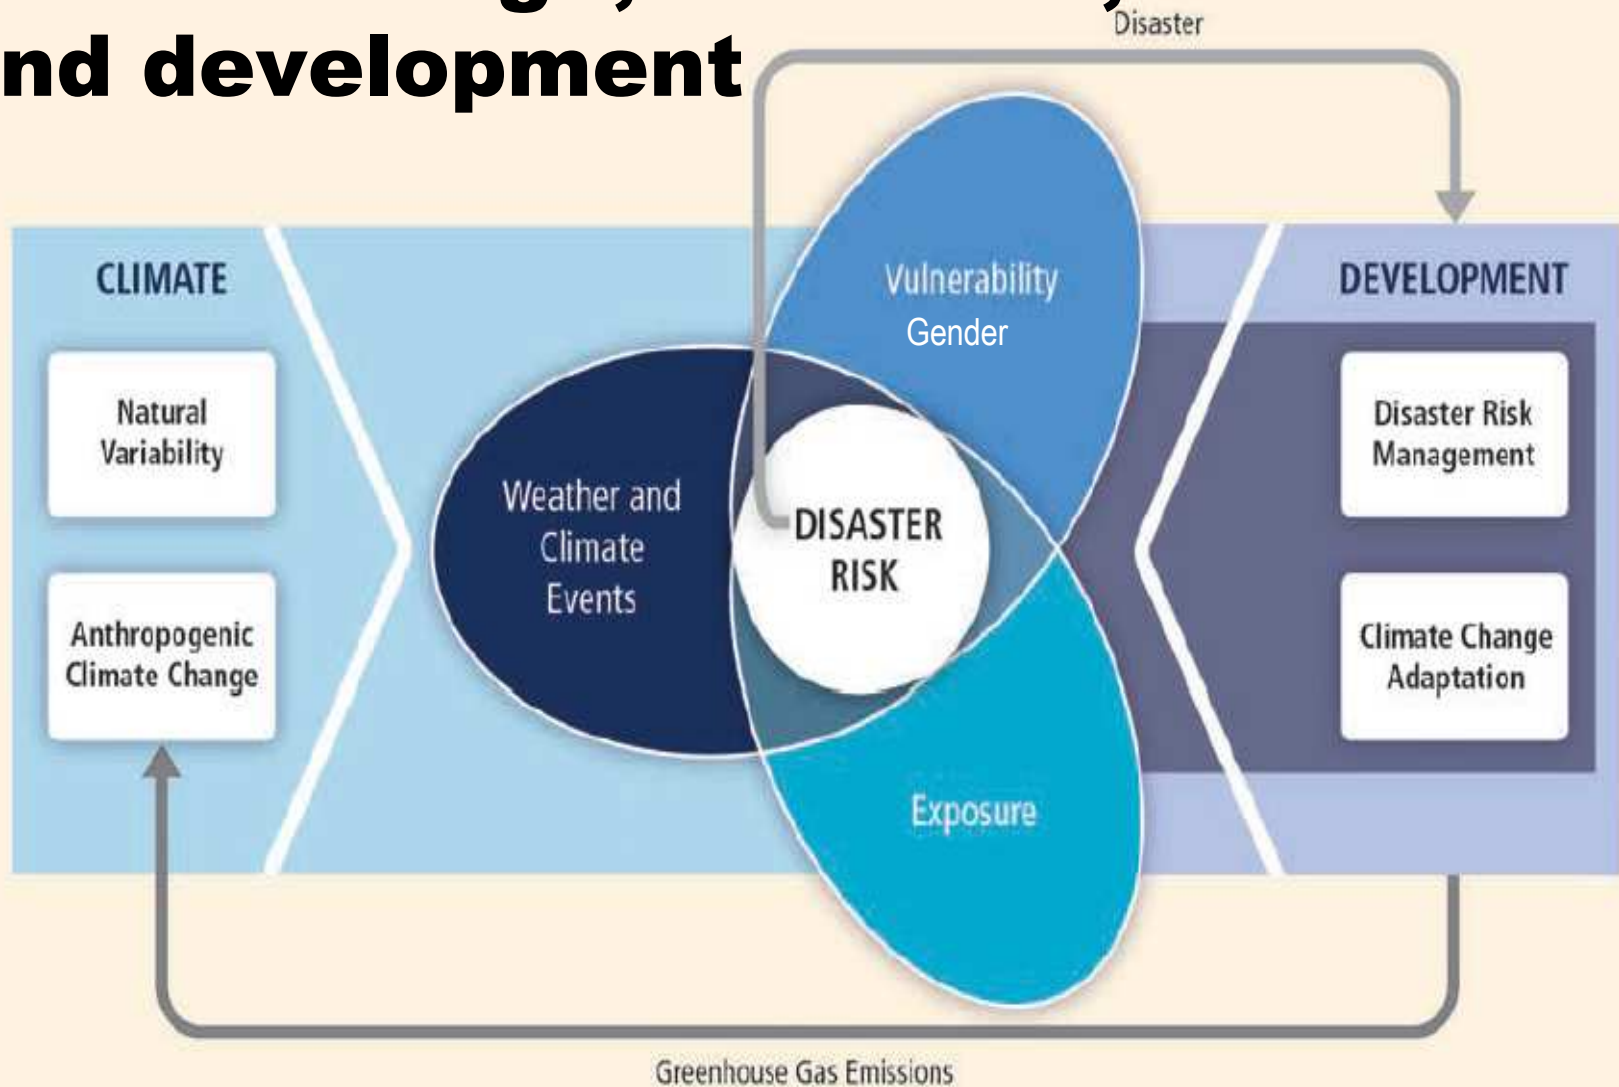 nd development
Disaster
CLIMATE
Natural
Variability
Anthropogenic
Climate Change
Weather and
Climate
Events
Vulnerability
Gender
DISASTER
RISK
Exposure
DEVELOPMENT
Disaster Risk
Management
Climate Change
Adaptation
Greenhouse Gas Emissions